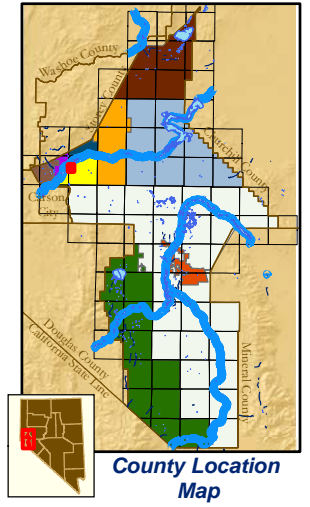 Washoe County
Storey County
Churchill County
Carson
City
Douglas County
California State Line
Mineral County
County Location
Map